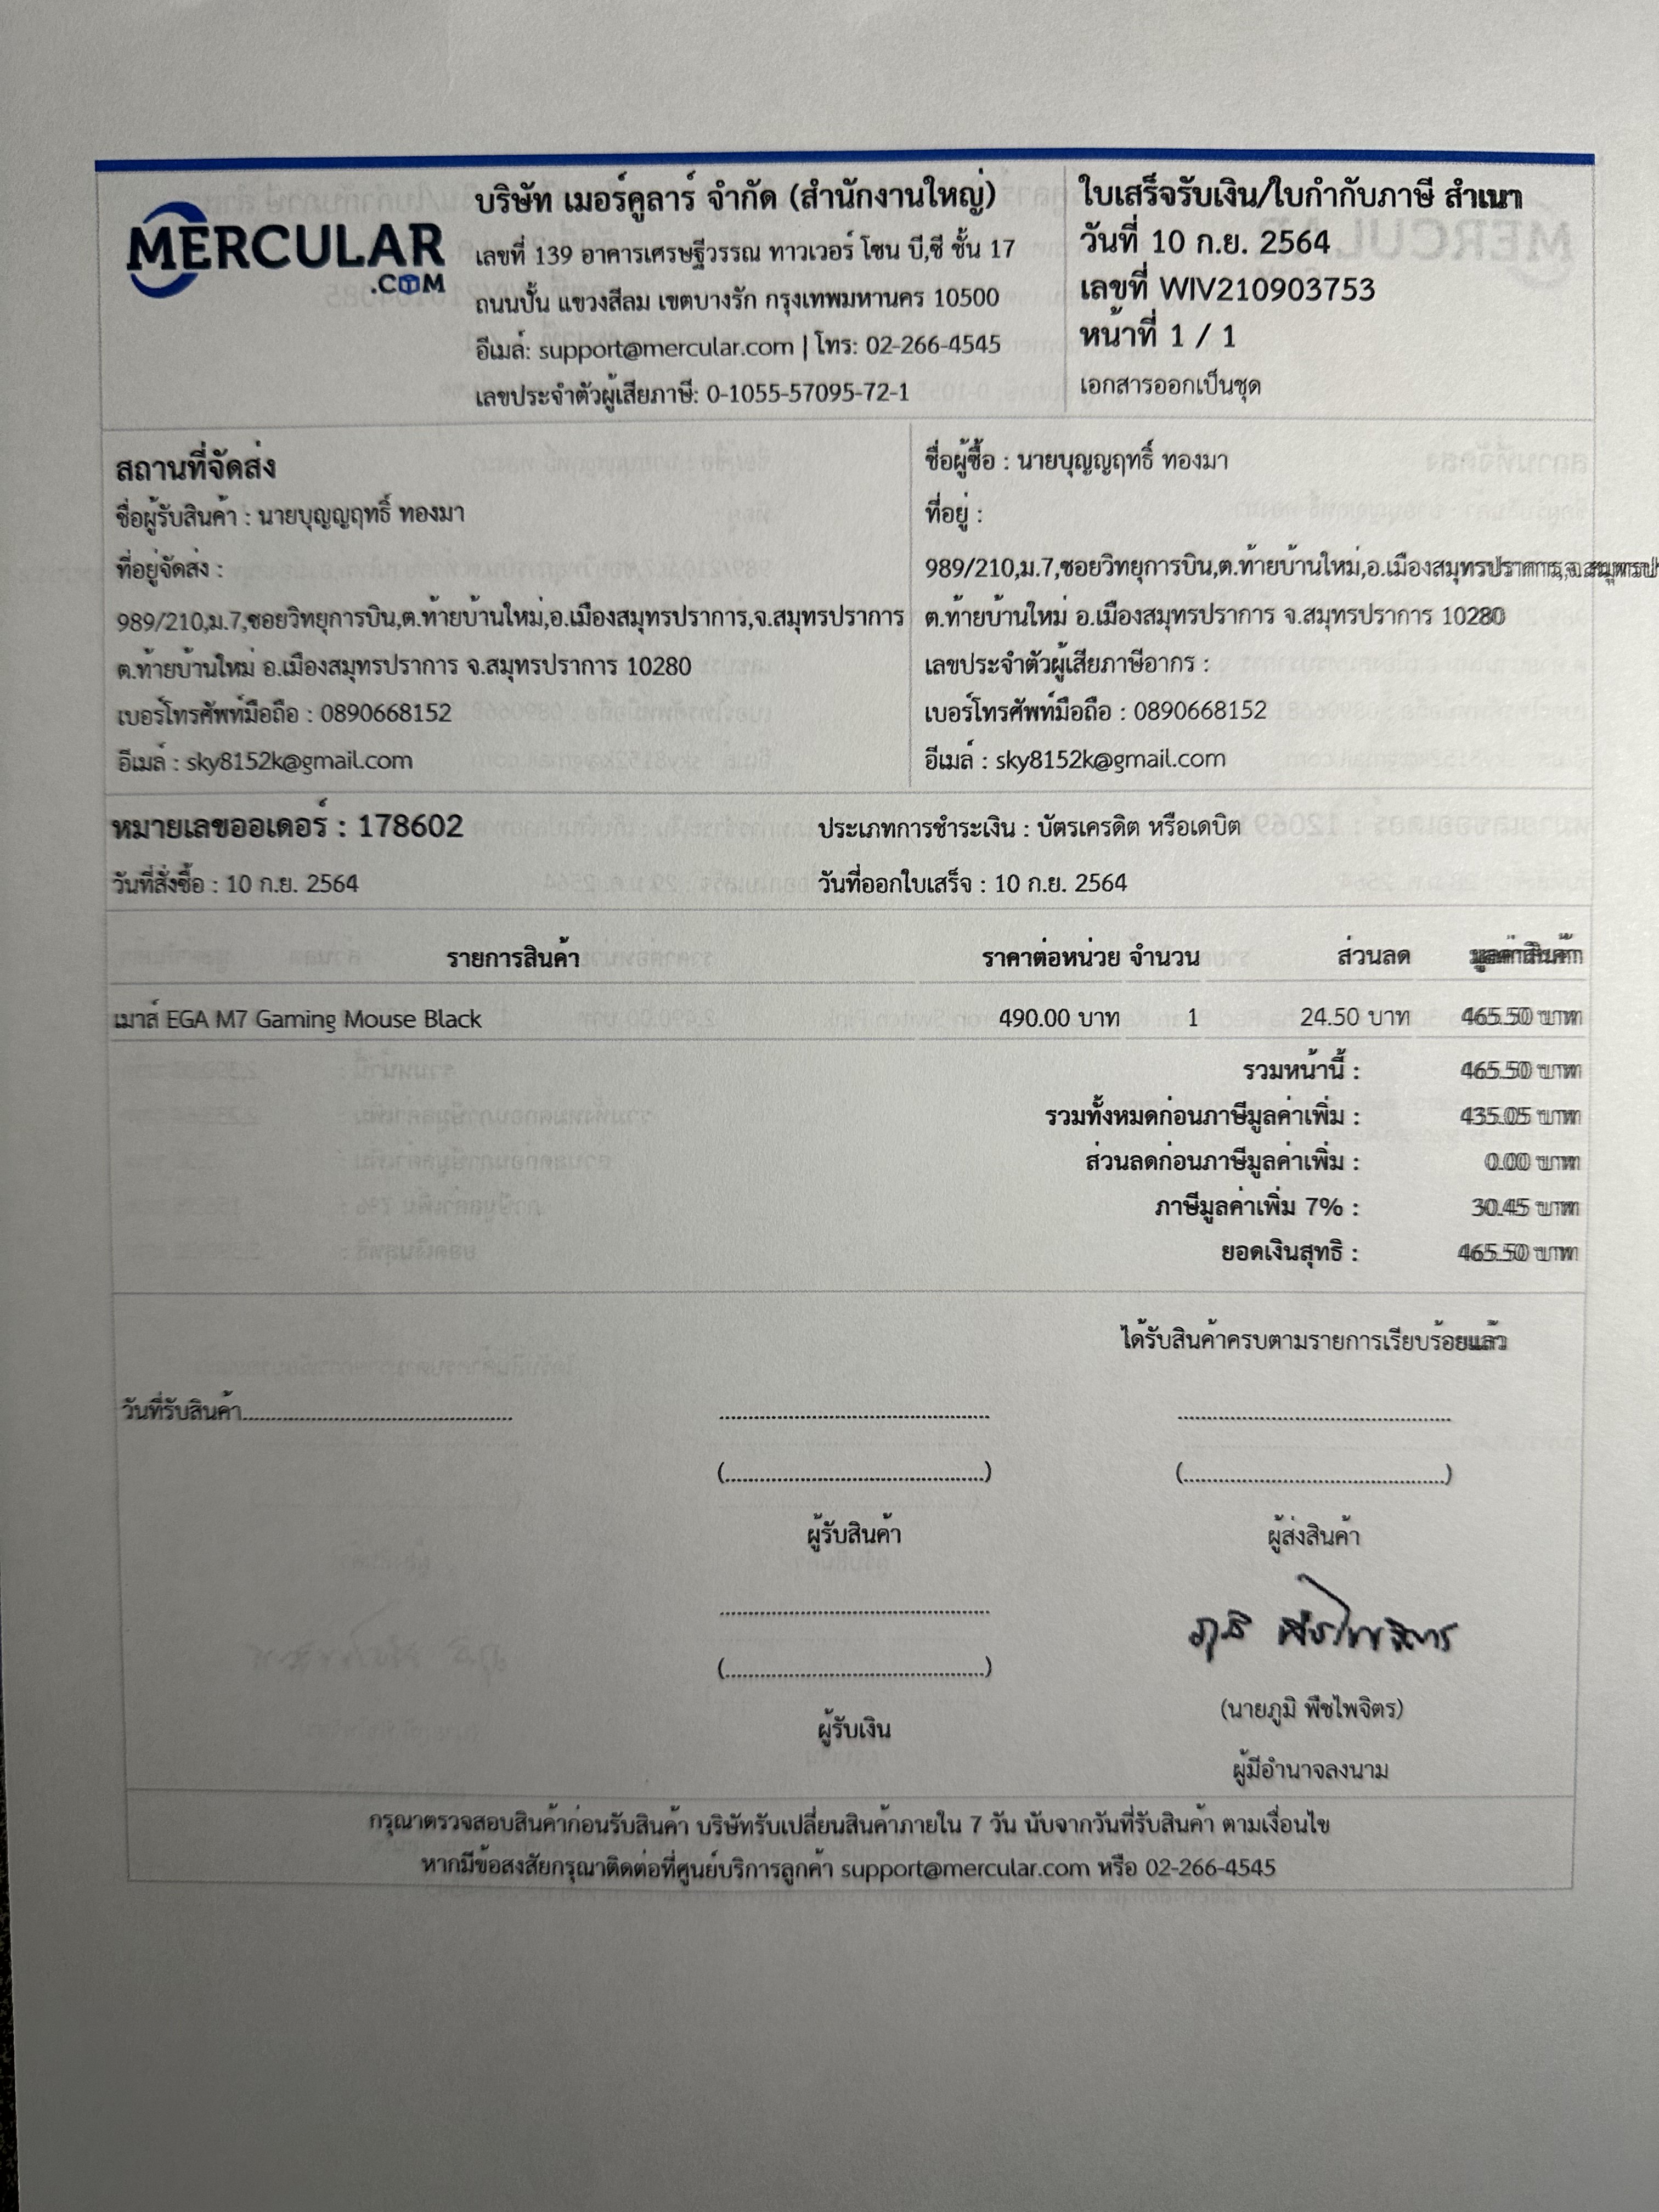 MERCULAR
.COM
บริษัท เมอร์คูลาร์ จำกัด (สำนักงานใหญ่)
เลขที่ 139 อาคารเศรษฐีวรรณ ทาวเวอร์ โซน บี,ซี ชั้น 17
ถนนปั้น แขวงสีลม เขตบางรัก กรุงเทพมหานคร 10500
อีเมล์: support@mercular.com | โทร: 02-266-4545
เลขประจำตัวผู้เสียภาษี: 0-1055-57095-72-1
ใบเสร็จรับเงิน/ใบกำกับภาษี สำเนา
วันที่ 10 ก.ย. 2564
เลขที่ WIV210903753
หน้าที่ 1 / 1
เอกสารออกเป็นชุด
สถานที่จัดส่ง
ชื่อผู้รับสินค้า : นายบุญญฤทธิ์ ทองมา
ที่อยู่จัดส่ง :
989/210,ม.7,ซอยวิทยุการบิน,ต.ท้ายบ้านใหม่,อ.เมืองสมุทรปราการ,จ.สมุทรปราการ
ต.ท้ายบ้านใหม่ อ.เมืองสมุทรปราการ จ.สมุทรปราการ 10280
เบอร์โทรศัพท์มือถือ : 0890668152
อีเมล์ : sky8152k@gmail.com
ชื่อผู้ซื้อ : นายบุญญฤทธิ์ ทองมา
ที่อยู่ :
989/210,ม.7,ซอยวิทยุการบิน,ต.ท้ายบ้านใหม่,อ.เมืองสมุทรปราการ,จ.สมุทรป
ต.ท้ายบ้านใหม่ อ.เมืองสมุทรปราการ จ.สมุทรปราการ 10280
เลขประจำตัวผู้เสียภาษีอากร :
เบอร์โทรศัพท์มือถือ : 0890668152
อีเมล์ : sky8152k@gmail.com
หมายเลขออเดอร์ : 178602
ประเภทการชำระเงิน : บัตรเครดิต หรือเดบิต
วันที่สั่งซื้อ : 10 ก.ย. 2564
วันที่ออกใบเสร็จ : 10 ก.ย. 2564
รายการสินค้า ราคาต่อหน่วย จำนวน ส่วนลด มูลค่าสินค้า
เมาส์ EGA M7 Gaming Mouse Black 490.00 บาท 1 24.50 บาท 465.50 บาท
รวมหน้านี้ : 465.50 บาท
รวมทั้งหมดก่อนภาษีมูลค่าเพิ่ม : 435.05 บาท
ส่วนลดก่อนภาษีมูลค่าเพิ่ม : 0.00 บาท
ภาษีมูลค่าเพิ่ม 7% : 30.45 บาท
ยอดเงินสุทธิ : 465.50 บาท
ได้รับสินค้าครบตามรายการเรียบร้อยแล้ว
วันที่รับสินค้า................................................
................................................
................................................
(................................................)
(................................................)
ผู้รับสินค้า
ผู้ส่งสินค้า
................................................
ภูมิ พืชไพจิตร
(................................................)
(นายภูมิ พืชไพจิตร)
ผู้รับเงิน
ผู้มีอำนาจลงนาม
กรุณาตรวจสอบสินค้าก่อนรับสินค้า บริษัทรับเปลี่ยนสินค้าภายใน 7 วัน นับจากวันที่รับสินค้า ตามเงื่อนไข
หากมีข้อสงสัยกรุณาติดต่อที่ศูนย์บริการลูกค้า support@mercular.com หรือ 02-266-4545